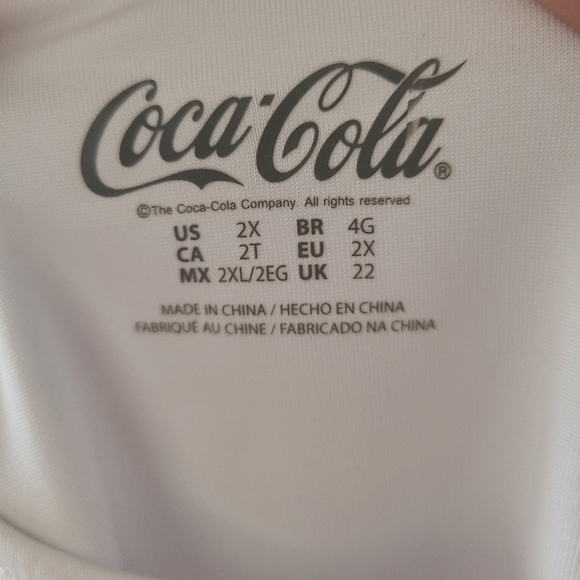 Coca-Cola®
©The Coca-Cola Company. All rights reserved
US 2X BR 4G
CA 2T EU 2X
MX 2XL/2EG UK 22
MADE IN CHINA / HECHO EN CHINA
FABRIQUÉ AU CHINE / FABRICADO NA CHINA